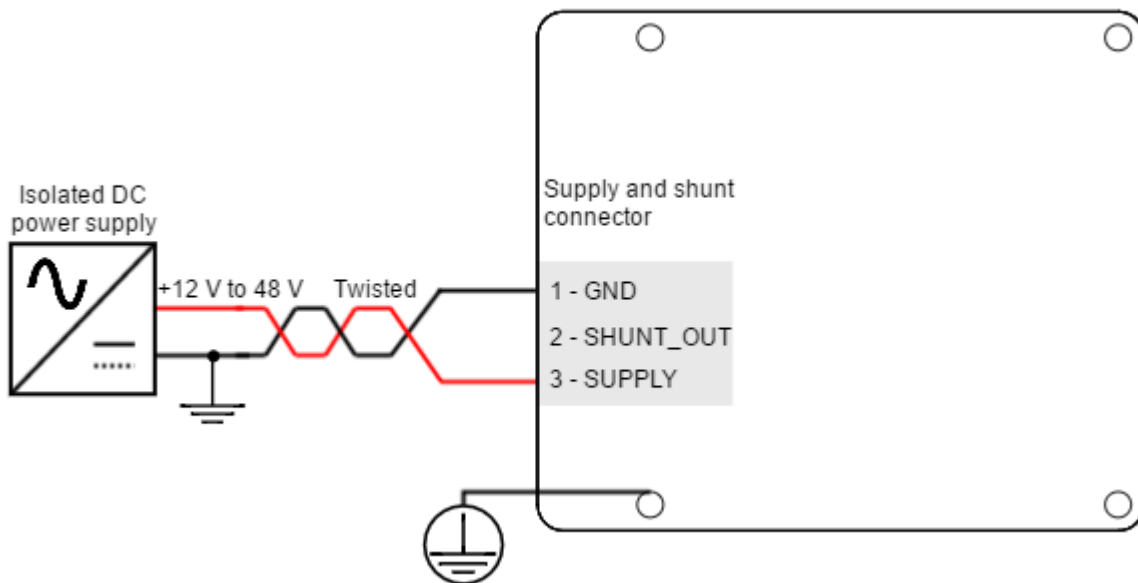 Isolated DC
power supply
+12 V to 48 V
Twisted
Supply and shunt
connector
1 - GND
2 - SHUNT_OUT
3 - SUPPLY